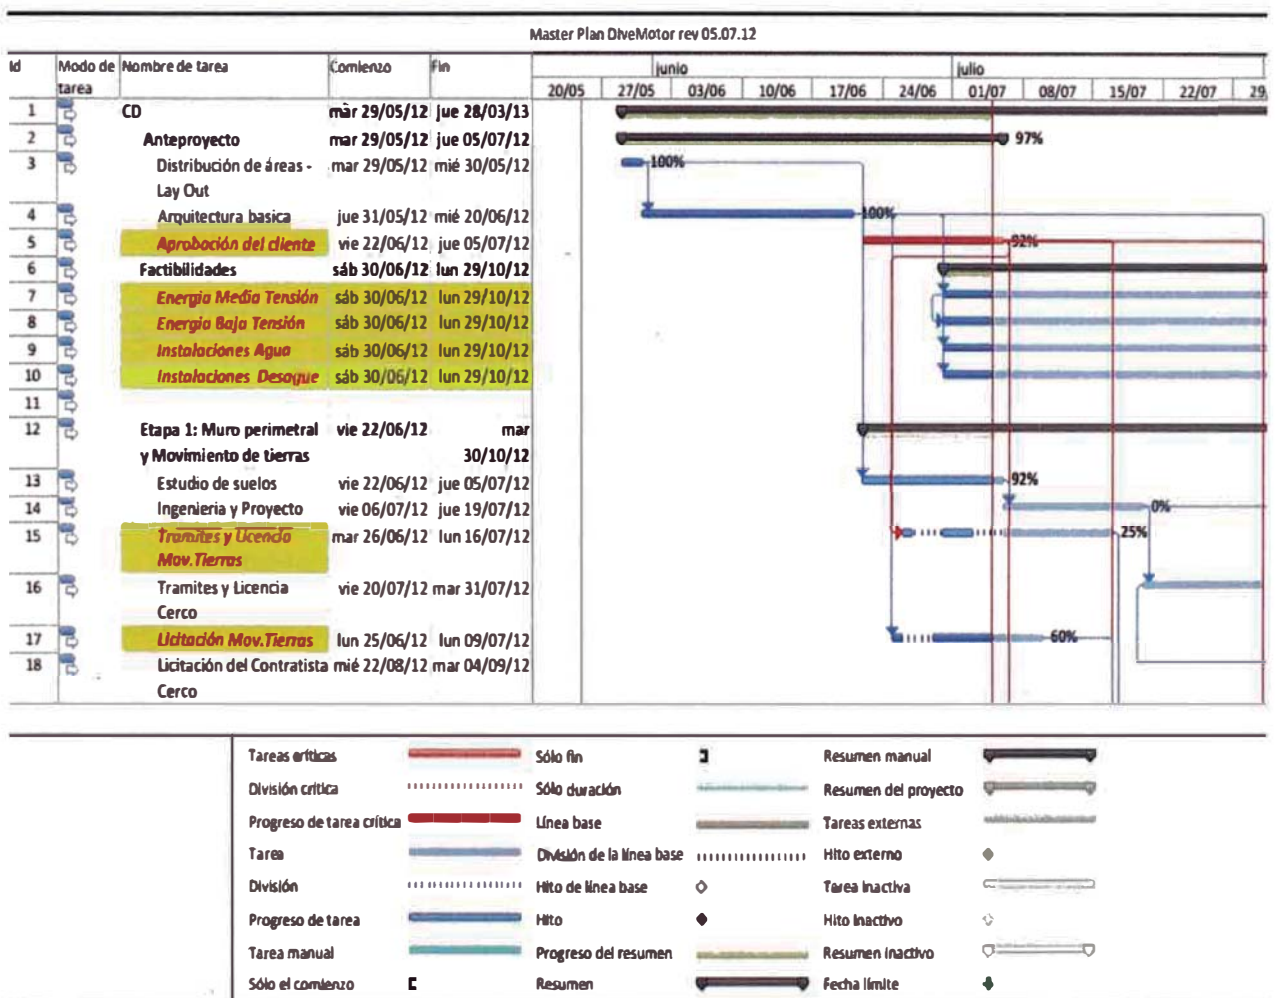 Master Plan DiveMotor rev 05.07.12
Id Modo de Nombre de tarea Comienzo Fin junio julio
tarea 20/05 27/05 03/06 10/06 17/06 24/06 01/07 08/07 15/07 22/07 29
1 CD mar 29/05/12 jue 28/03/13
2 Anteproyecto mar 29/05/12 jue 05/07/12 97%
3 Distribución de áreas - mar 29/05/12 mié 30/05/12 100%
Lay Out
4 Arquitectura basica jue 31/05/12 mié 20/06/12 100%
5 Aprobación del cliente vie 22/06/12 jue 05/07/12 92%
6 Factibilidades sáb 30/06/12 lun 29/10/12
7 Energia Media Tensión sáb 30/06/12 lun 29/10/12
8 Energia Baja Tensión sáb 30/06/12 lun 29/10/12
9 Instalaciones Agua sáb 30/06/12 lun 29/10/12
10 Instalaciones Desague sáb 30/06/12 lun 29/10/12
11
12 Etapa 1: Muro perimetral vie 22/06/12 mar
y Movimiento de tierras 30/10/12
13 Estudio de suelos vie 22/06/12 jue 05/07/12 92%
14 Ingenieria y Proyecto vie 06/07/12 jue 19/07/12 0%
15 Tramites y Licencia mar 26/06/12 lun 16/07/12 25%
Mov.Tierras
16 Tramites y Licencia vie 20/07/12 mar 31/07/12
Cerco
17 Licitación Mov.Tierras lun 25/06/12 lun 09/07/12 60%
18 Licitación del Contratista mié 22/08/12 mar 04/09/12
Cerco
Tareas críticas Sólo fin Resumen manual
División crítica Sólo duración Resumen del proyecto
Progreso de tarea crítica Línea base Tareas externas
Tarea División de la línea base Hito externo
División Hito de línea base Tarea inactiva
Progreso de tarea Hito Hito inactivo
Tarea manual Progreso del resumen Resumen inactivo
Sólo el comienzo Resumen Fecha límite